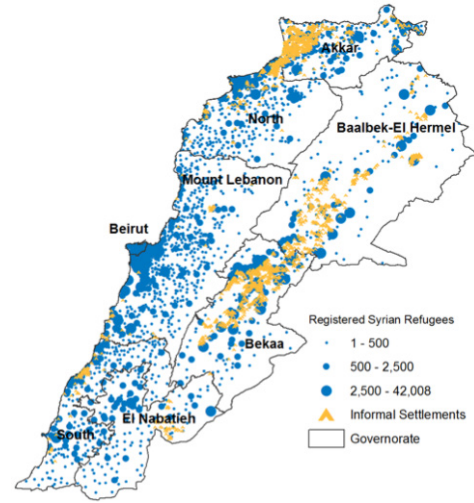 Akkar
North
Baalbek-El Hermel
Mount Lebanon
Beirut
Registered Syrian Refugees
1 - 500
500 - 2,500
2,500 - 42,008
Informal Settlements
Governorate
Bekaa
El Nabatieh
South